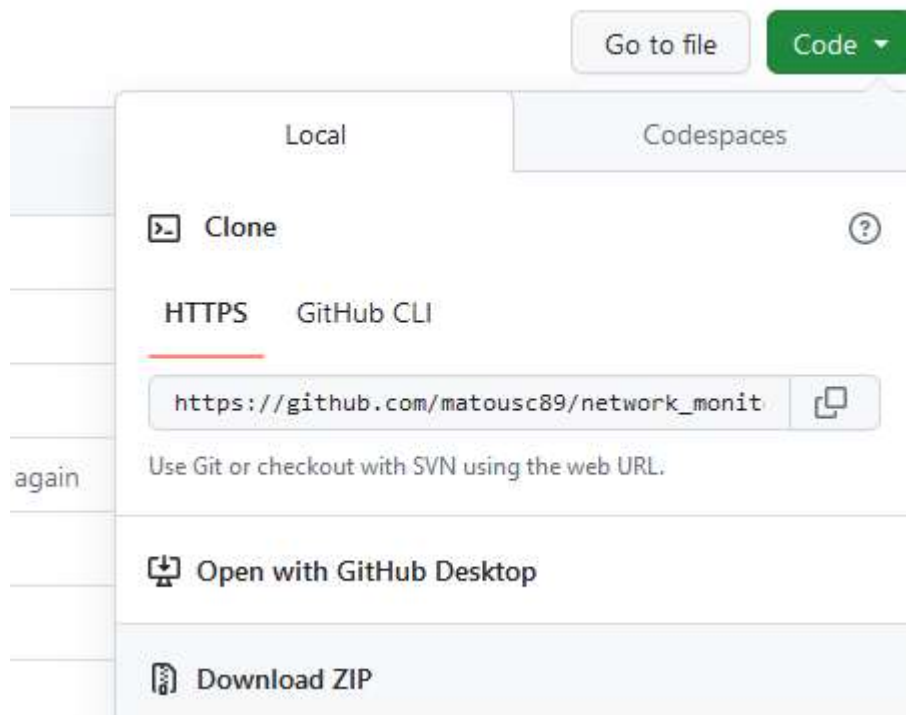 Go to file
Code
Local
Codespaces
Clone
HTTPS
GitHub CLI
https://github.com/matousc89/network_monit
Use Git or checkout with SVN using the web URL.
again
Open with GitHub Desktop
Download ZIP